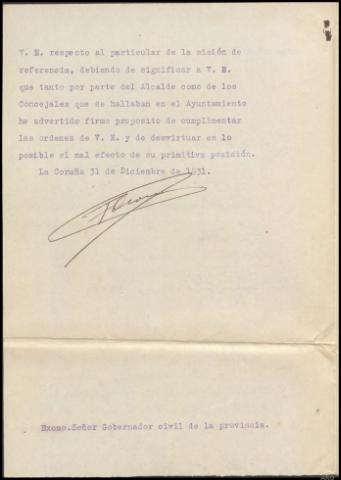 V. E. respecto al particular de la misión de
referencia, debiendo de significar a V. E.
que tanto por parte del Alcalde como de los
Concejales que se hallaban en el Ayuntamiento
he advertido firme proposito de cumplimentar
las ordenes de V. E. y de desvirtuar en lo
posible el mal efecto de su primitiva posición.
La Coruña 31 de Diciembre de 1931.
Excmo.Señor Gobernador civil de la provincia.